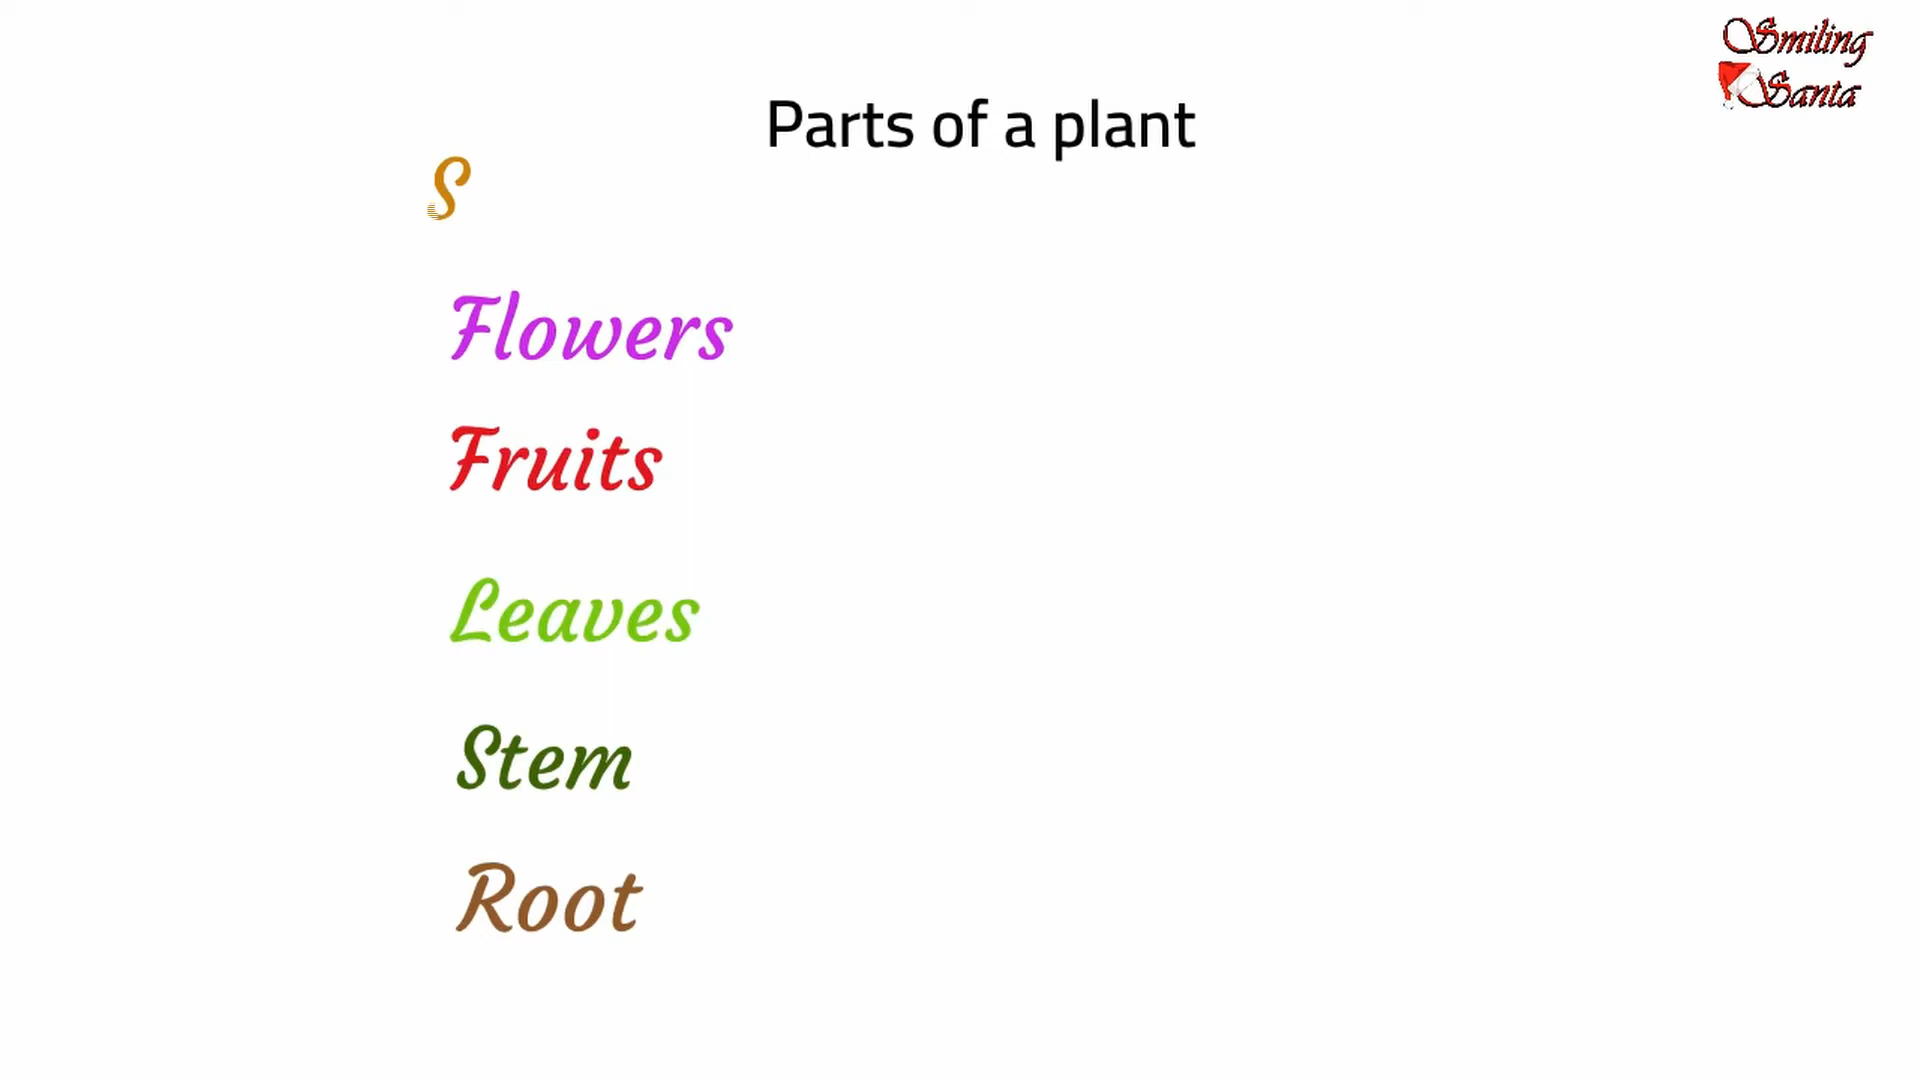 Smiling
Santa
Parts of a plant
S
Flowers
Fruits
Leaves
Stem
Root